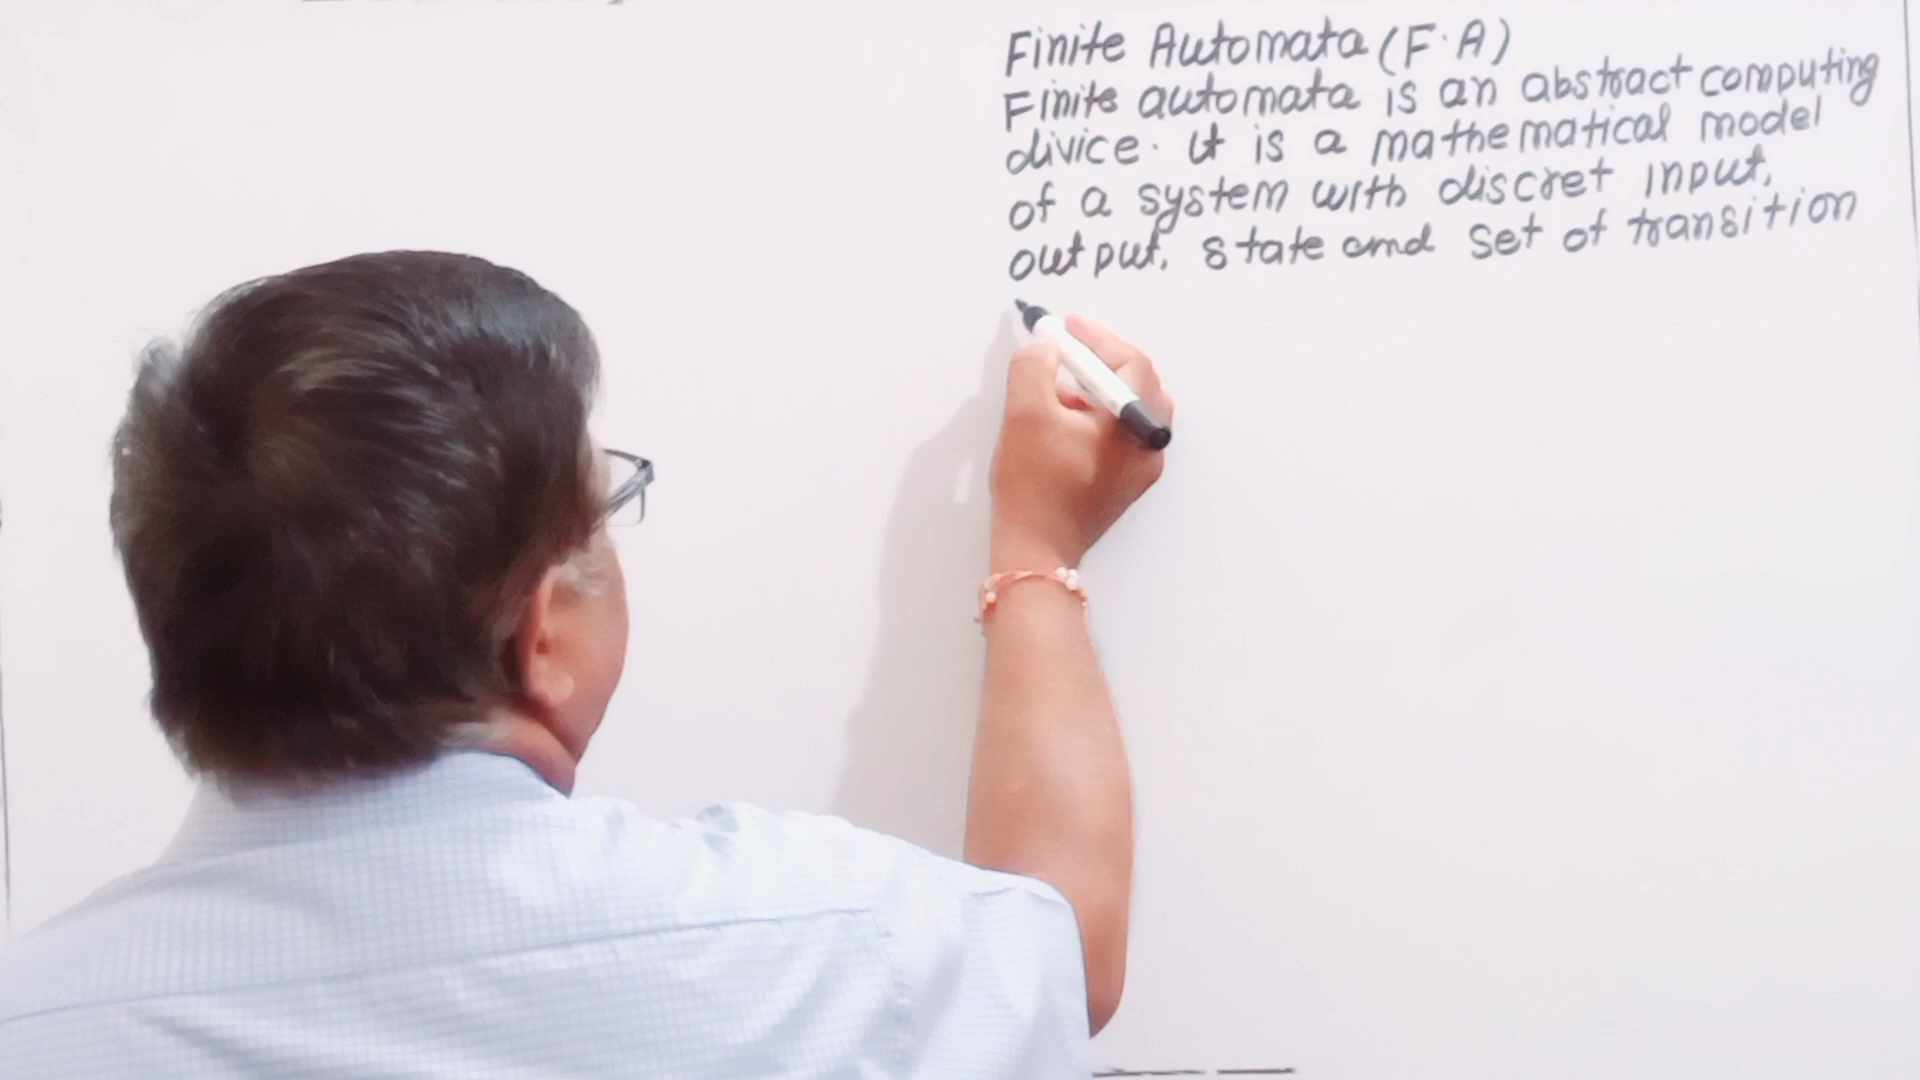 Finite Automata (F.A)
Finite automata is an abstract computing
divice. It is a mathematical model
of a system with discret input,
output, state and set of transition